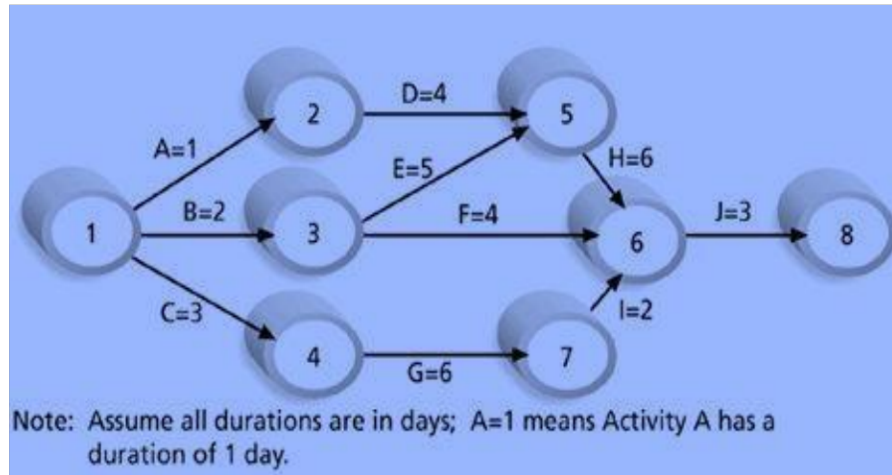 D=4
2
5
A=1
E=5
H=6
B=2
F=4
J=3
1
3
6
8
C=3
I=2
4
7
G=6
Note: Assume all durations are in days; A=1 means Activity A has a
duration of 1 day.